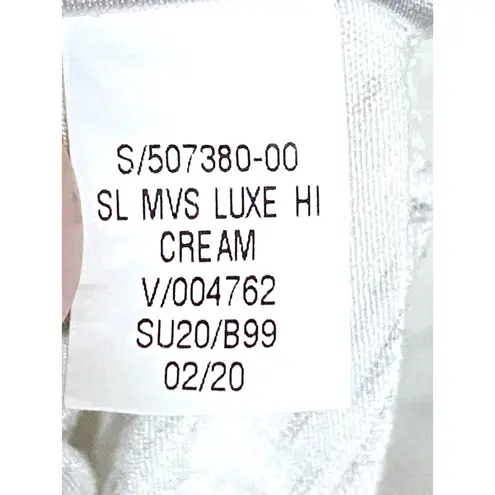 S/507380-00
SL MVS LUXE HI
CREAM
V/004762
SU20/B99
02/20